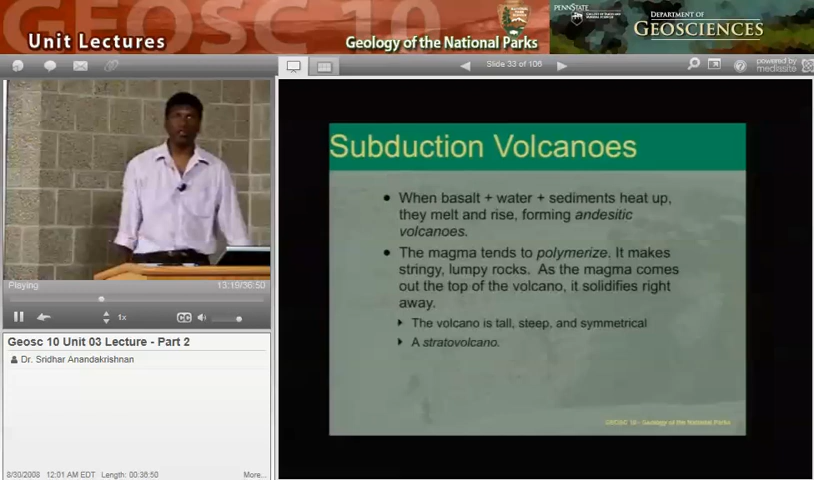 GEOSC 10
Unit Lectures
Geology of the National Parks
PENNSTATE
DEPARTMENT OF
GEOSCIENCES
Slide 33 of 106
powered by
mediasite
Subduction Volcanoes
When basalt + water + sediments heat up,
they melt and rise, forming andesitic
volcanoes.
The magma tends to polymerize. It makes
stringy, lumpy rocks. As the magma comes
out the top of the volcano, it solidifies right
away.
The volcano is tall, steep, and symmetrical
A stratovolcano.
GEOSC 10 - Geology of the National Parks
Playing
13:19/36:50
1x
CC
Geosc 10 Unit 03 Lecture - Part 2
Dr. Sridhar Anandakrishnan
8/30/2008 12:01 AM EDT Length: 00:36:50
More...